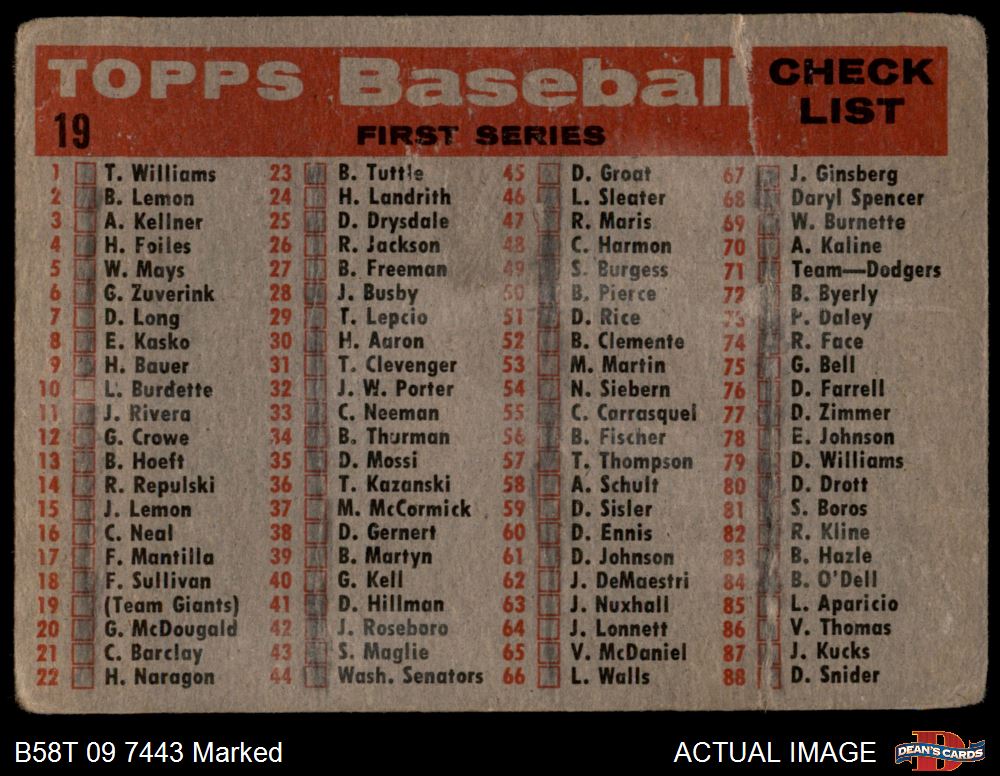 TOPPS Baseball CHECK LIST
19 FIRST SERIES
1 T. Williams
2 B. Lemon
3 A. Kellner
4 H. Foiles
5 W. Mays
6 G. Zuverink
7 D. Long
8 E. Kasko
9 H. Bauer
10 L. Burdette
11 J. Rivera
12 G. Crowe
13 B. Hoeft
14 R. Repulski
15 J. Lemon
16 C. Neal
17 F. Mantilla
18 F. Sullivan
19 (Team Giants)
20 G. McDougald
21 C. Barclay
22 H. Naragon
23 B. Tuttle
24 H. Landrith
25 D. Drysdale
26 R. Jackson
27 B. Freeman
28 J. Busby
29 T. Lepcio
30 H. Aaron
31 T. Clevenger
32 J. W. Porter
33 C. Neeman
34 B. Thurman
35 D. Mossi
36 T. Kazanski
37 M. McCormick
38 D. Gernert
39 B. Martyn
40 G. Kell
41 D. Hillman
42 J. Roseboro
43 S. Maglie
44 Wash. Senators
45 D. Groat
46 L. Sleater
47 R. Maris
48 C. Harmon
49 S. Burgess
50 B. Pierce
51 D. Rice
52 B. Clemente
53 M. Martin
54 N. Siebern
55 C. Carrasquel
56 B. Fischer
57 T. Thompson
58 A. Schult
59 D. Sisler
60 D. Ennis
61 D. Johnson
62 J. DeMaestri
63 J. Nuxhall
64 J. Lonnett
65 V. McDaniel
66 L. Walls
67 J. Ginsberg
68 Daryl Spencer
69 W. Burnette
70 A. Kaline
71 Team—Dodgers
72 B. Byerly
73 P. Daley
74 R. Face
75 G. Bell
76 D. Farrell
77 D. Zimmer
78 E. Johnson
79 D. Williams
80 D. Drott
81 S. Boros
82 R. Kline
83 B. Hazle
84 B. O'Dell
85 L. Aparicio
86 V. Thomas
87 J. Kucks
88 D. Snider
B58T 09 7443 Marked
ACTUAL IMAGE
D
DEAN'S CARDS